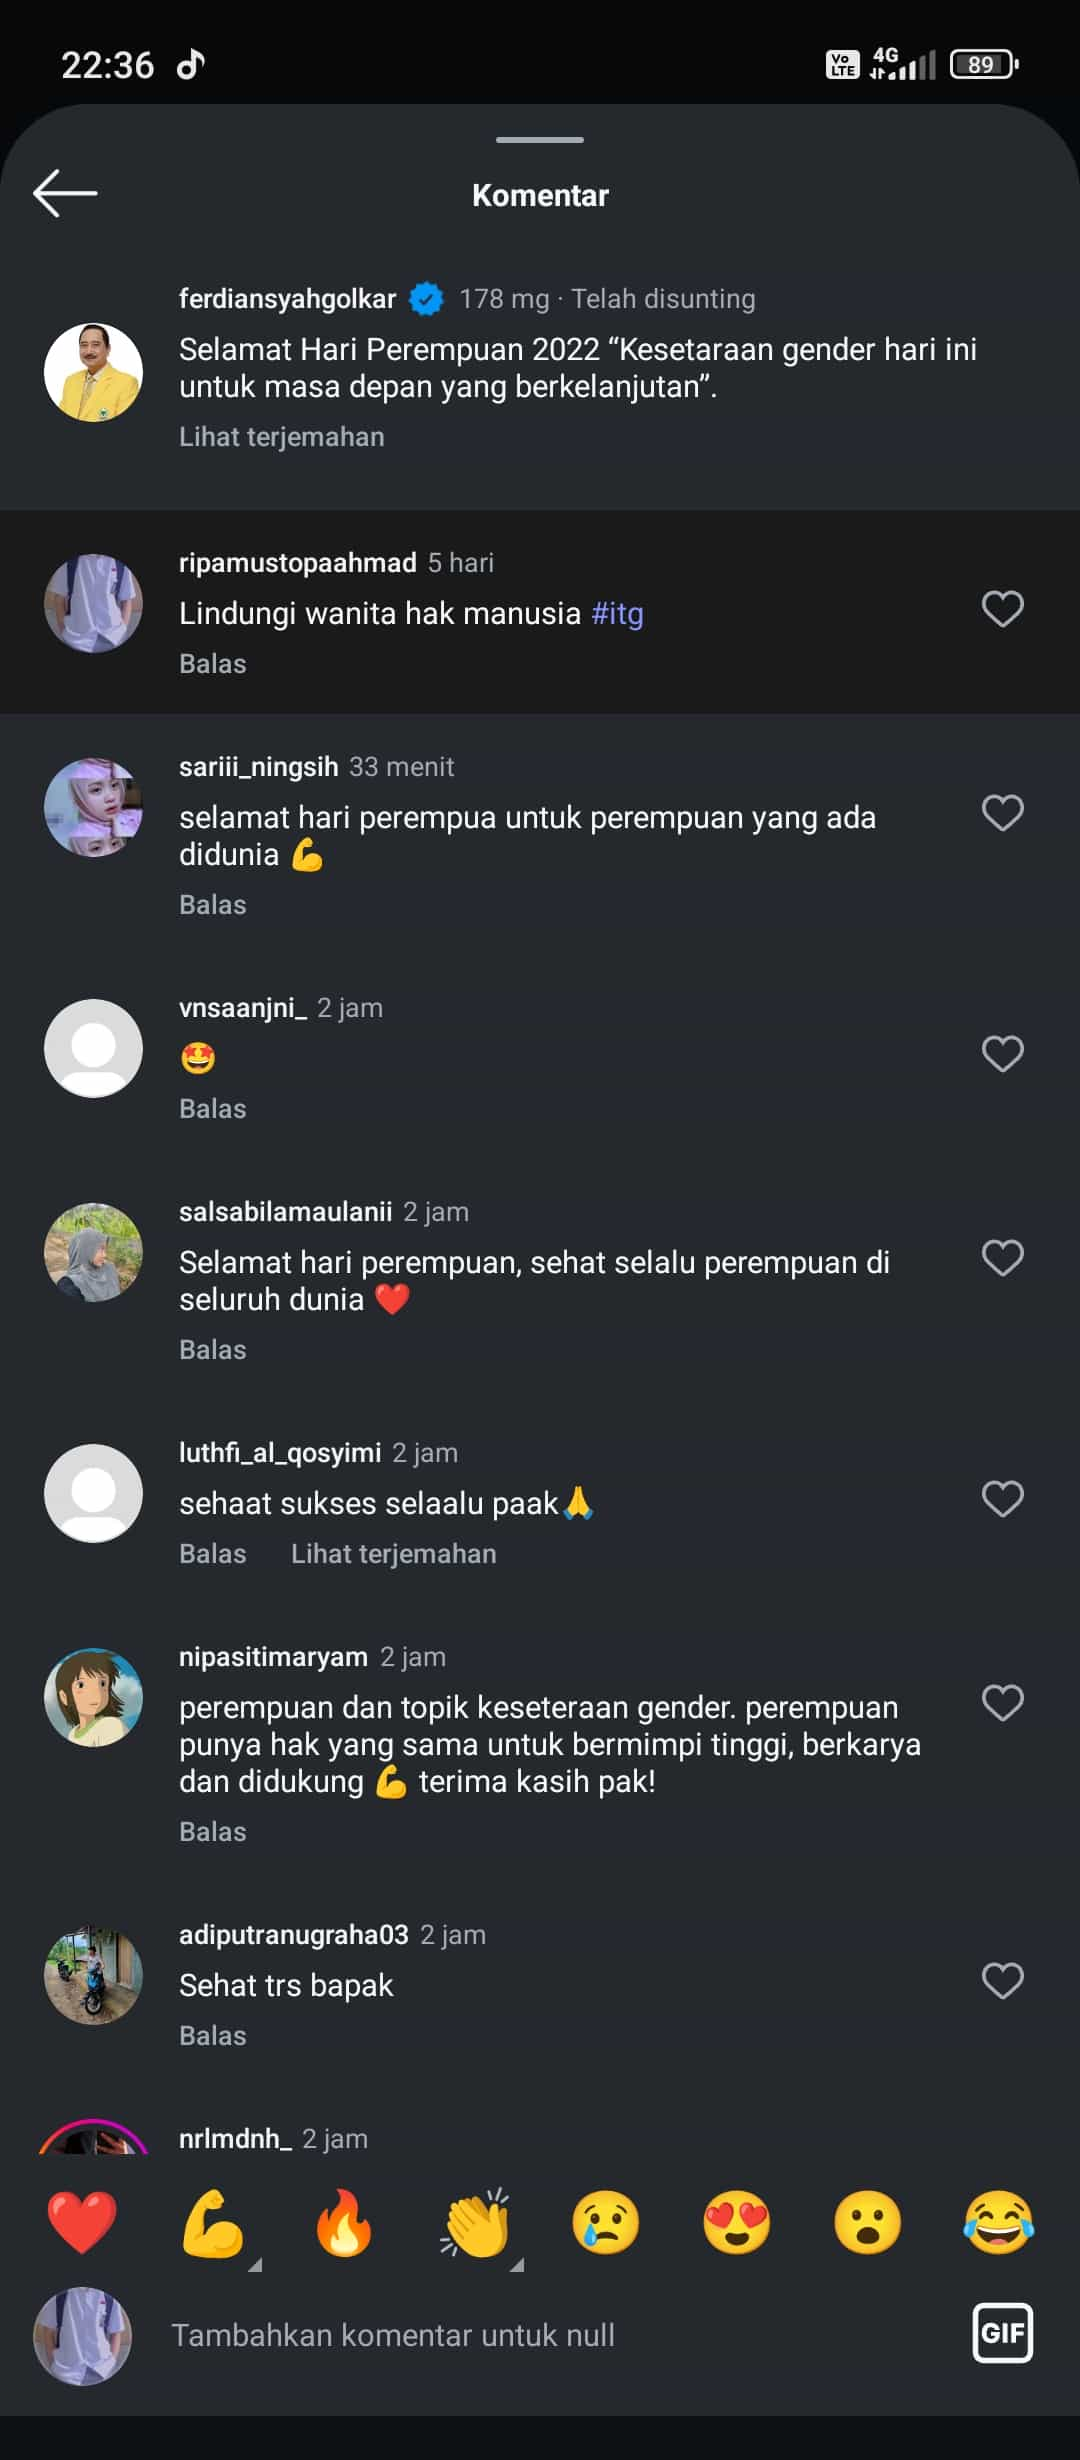 22:36
Vo LTE 4G 89
Komentar
ferdiansyahgolkar 178 mg · Telah disunting
Selamat Hari Perempuan 2022 “Kesetaraan gender hari ini
untuk masa depan yang berkelanjutan”.
Lihat terjemahan
ripamustopaahmad 5 hari
Lindungi wanita hak manusia #itg
Balas
sariii_ningsih 33 menit
selamat hari perempua untuk perempuan yang ada
didunia 💪
Balas
vnsaanjni_ 2 jam
🤩
Balas
salsabilamaulanii 2 jam
Selamat hari perempuan, sehat selalu perempuan di
seluruh dunia ❤️
Balas
luthfi_al_qosyimi 2 jam
sehaat sukses selaalu paak🙏
Balas Lihat terjemahan
nipasitimaryam 2 jam
perempuan dan topik keseteraan gender. perempuan
punya hak yang sama untuk bermimpi tinggi, berkarya
dan didukung 💪 terima kasih pak!
Balas
adiputranugraha03 2 jam
Sehat trs bapak
Balas
nrlmdnh_ 2 jam
❤️ 💪 🔥 👏 😢 😍 😮 😂
Tambahkan komentar untuk null
GIF